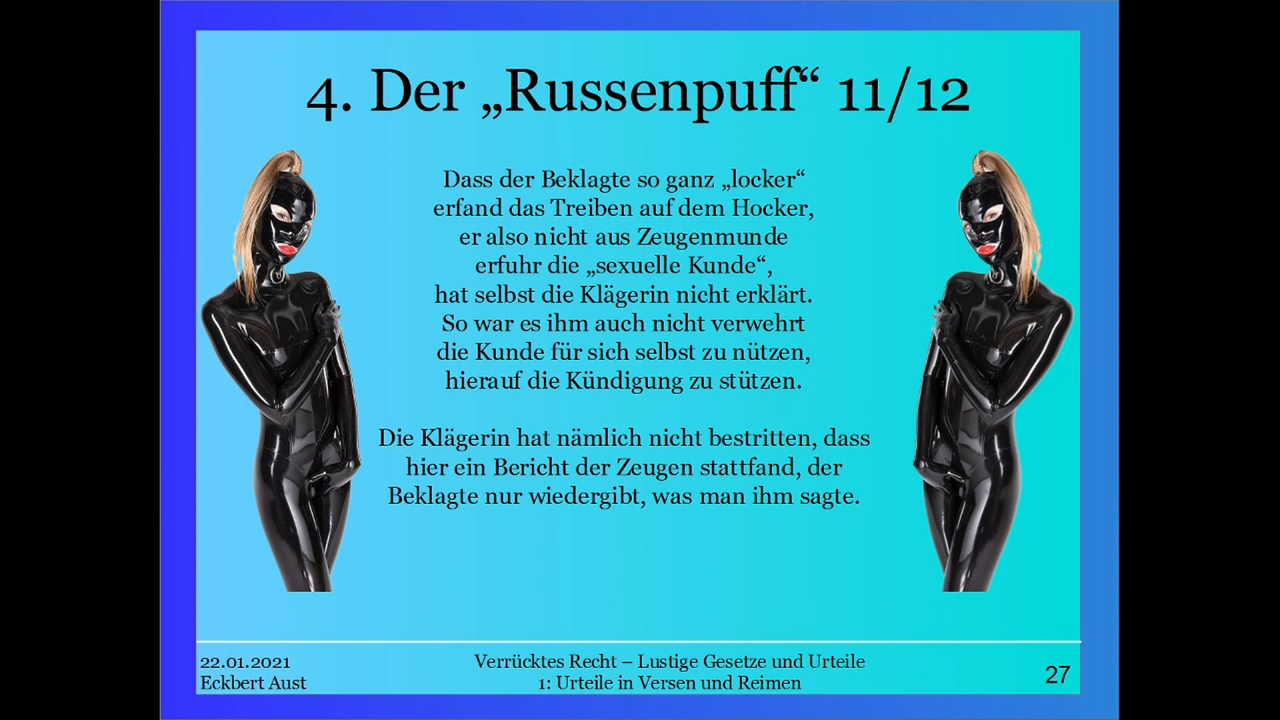 4. Der „Russenpuff“ 11/12
Dass der Beklagte so ganz „locker“
erfand das Treiben auf dem Hocker,
er also nicht aus Zeugenmunde
erfuhr die „sexuelle Kunde“,
hat selbst die Klägerin nicht erklärt.
So war es ihm auch nicht verwehrt
die Kunde für sich selbst zu nützen,
hierauf die Kündigung zu stützen.
Die Klägerin hat nämlich nicht bestritten, dass
hier ein Bericht der Zeugen stattfand, der
Beklagte nur wiedergibt, was man ihm sagte.
22.01.2021
Eckbert Aust
Verrücktes Recht – Lustige Gesetze und Urteile
1: Urteile in Versen und Reimen
27